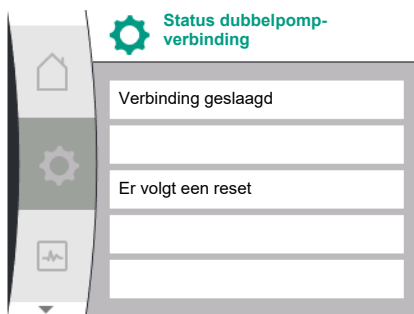 Status dubbelpomp-
verbinding
Verbinding geslaagd
Er volgt een reset